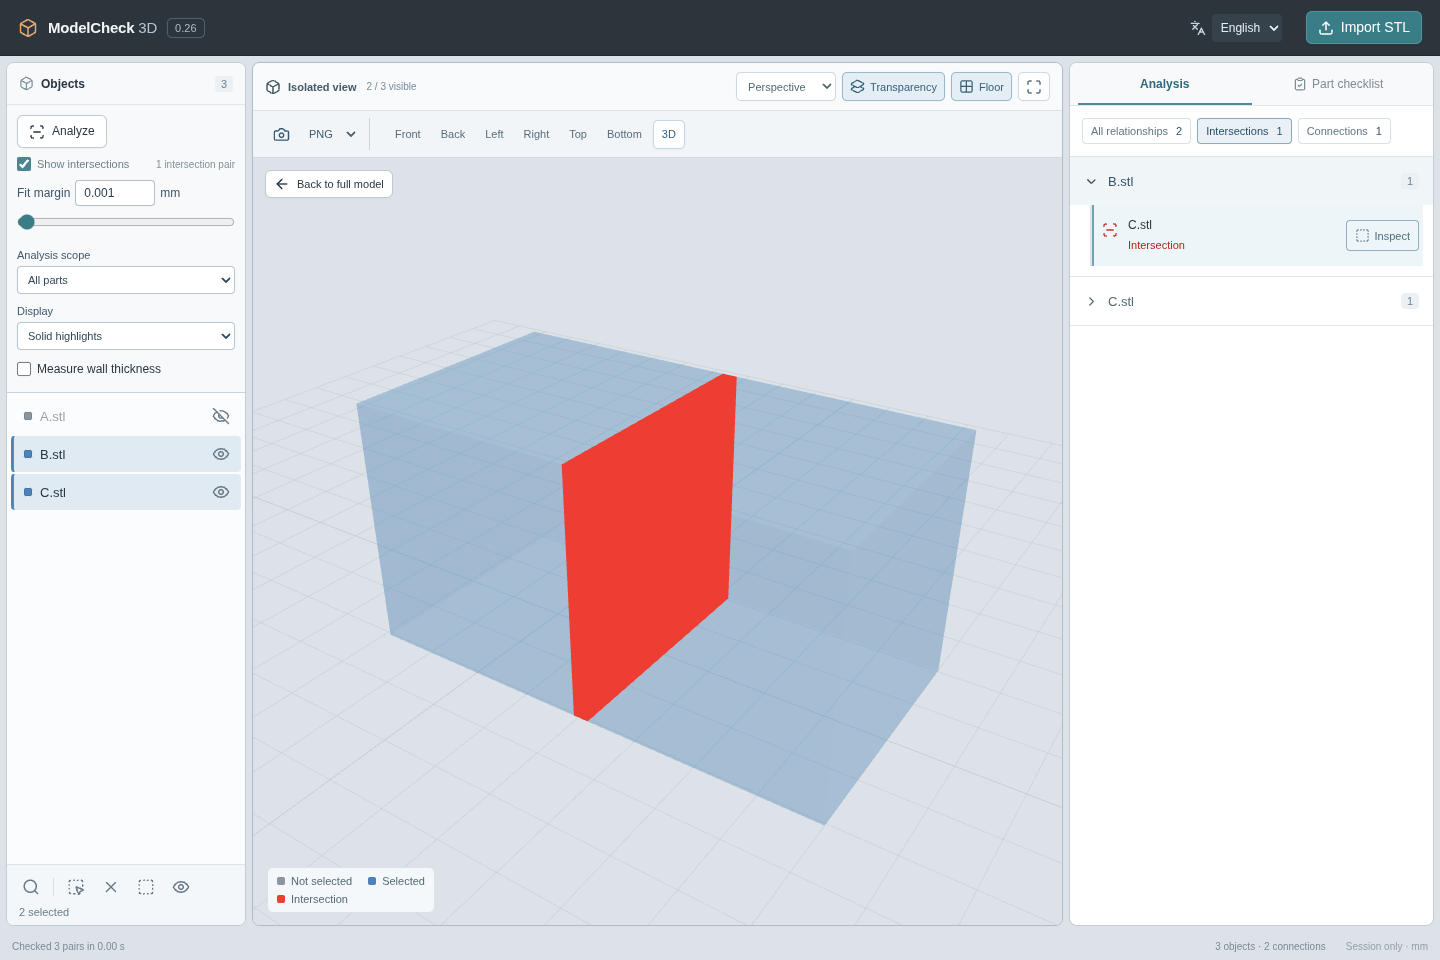 ModelCheck 3D 0.26
English
Import STL
Objects 3
Analyze
Show intersections 1 intersection pair
Fit margin 0.001 mm
Analysis scope
All parts
Display
Solid highlights
Measure wall thickness
A.stl
B.stl
C.stl
2 selected
Isolated view 2 / 3 visible
Perspective Transparency Floor
PNG Front Back Left Right Top Bottom 3D
Back to full model
Not selected Selected
Intersection
Analysis Part checklist
All relationships 2 Intersections 1 Connections 1
B.stl 1
C.stl
Intersection
Inspect
C.stl 1
Checked 3 pairs in 0.00 s
3 objects · 2 connections Session only · mm